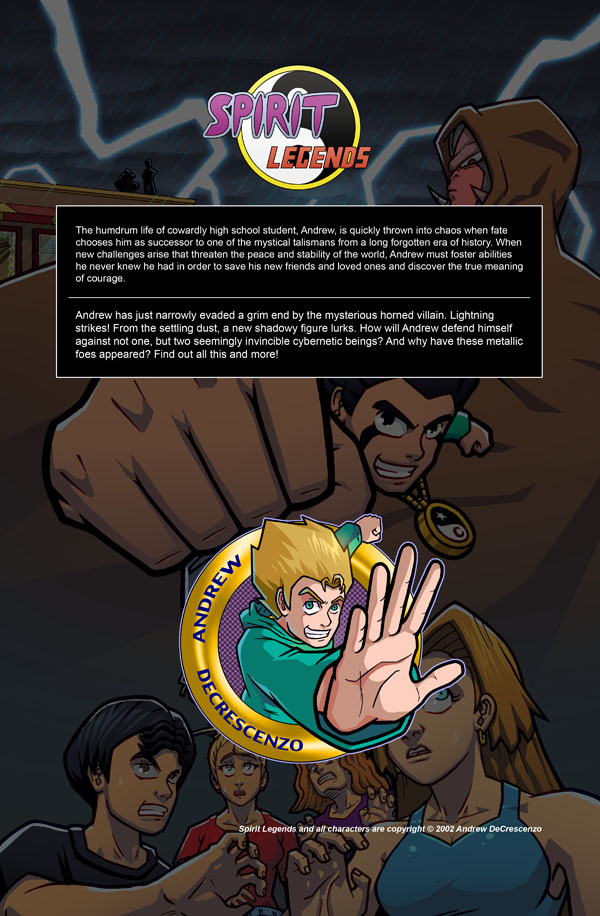 SPIRIT
LEGENDS
The humdrum life of cowardly high school student, Andrew, is quickly thrown into chaos when fate
chooses him as successor to one of the mystical talismans from a long forgotten era of history. When
new challenges arise that threaten the peace and stability of the world, Andrew must foster abilities
he never knew he had in order to save his new friends and loved ones and discover the true meaning
of courage.
Andrew has just narrowly evaded a grim end by the mysterious horned villain. Lightning
strikes! From the settling dust, a new shadowy figure lurks. How will Andrew defend himself
against not one, but two seemingly invincible cybernetic beings? And why have these metallic
foes appeared? Find out all this and more!
ANDREW
DECRESCENZO
Spirit Legends and all characters are copyright © 2002 Andrew DeCrescenzo